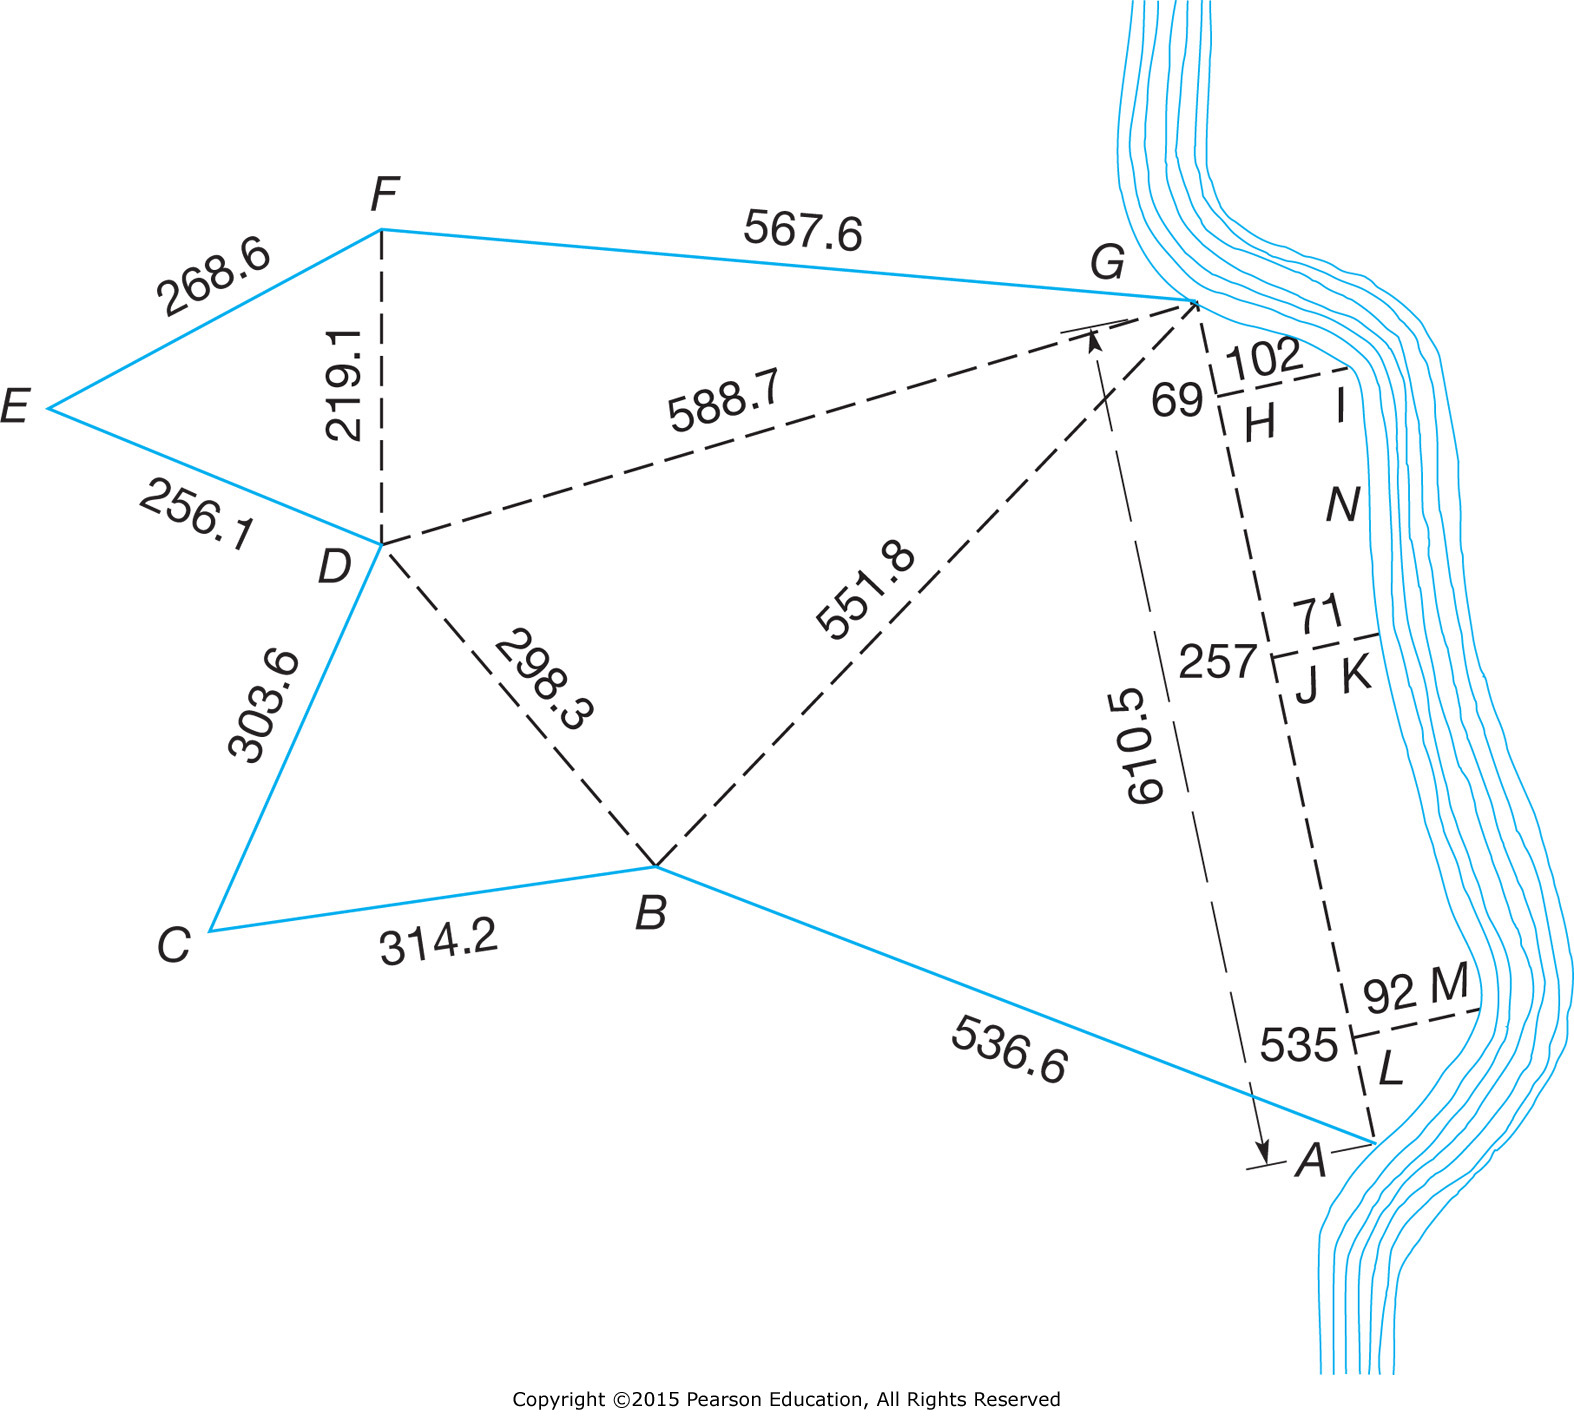 F
567.6
G
268.6
102
219.1
588.7
69
H
I
E
N
256.1
D
551.8
71
298.3
257
J
K
303.6
610.5
B
C
314.2
92
M
536.6
535
L
A
Copyright ©2015 Pearson Education, All Rights Reserved